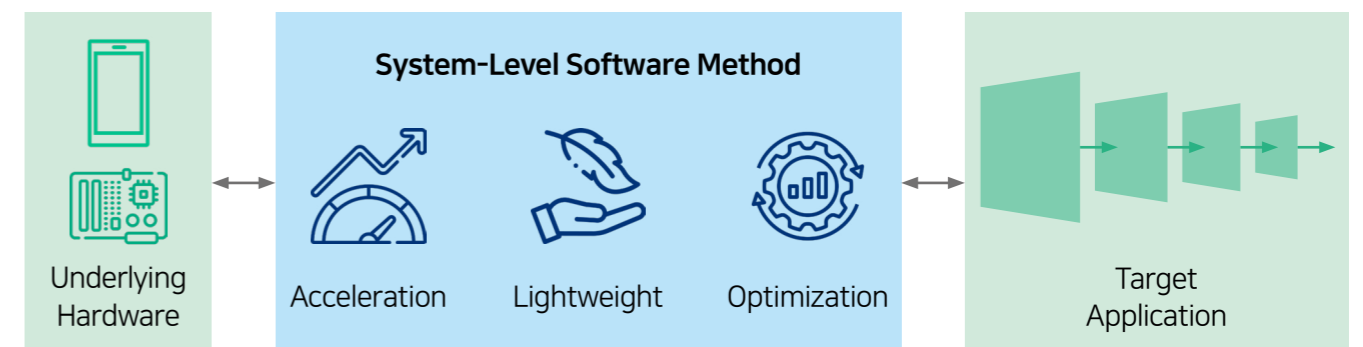 System-Level Software Method
Underlying
Hardware
Acceleration
Lightweight
Optimization
Target
Application